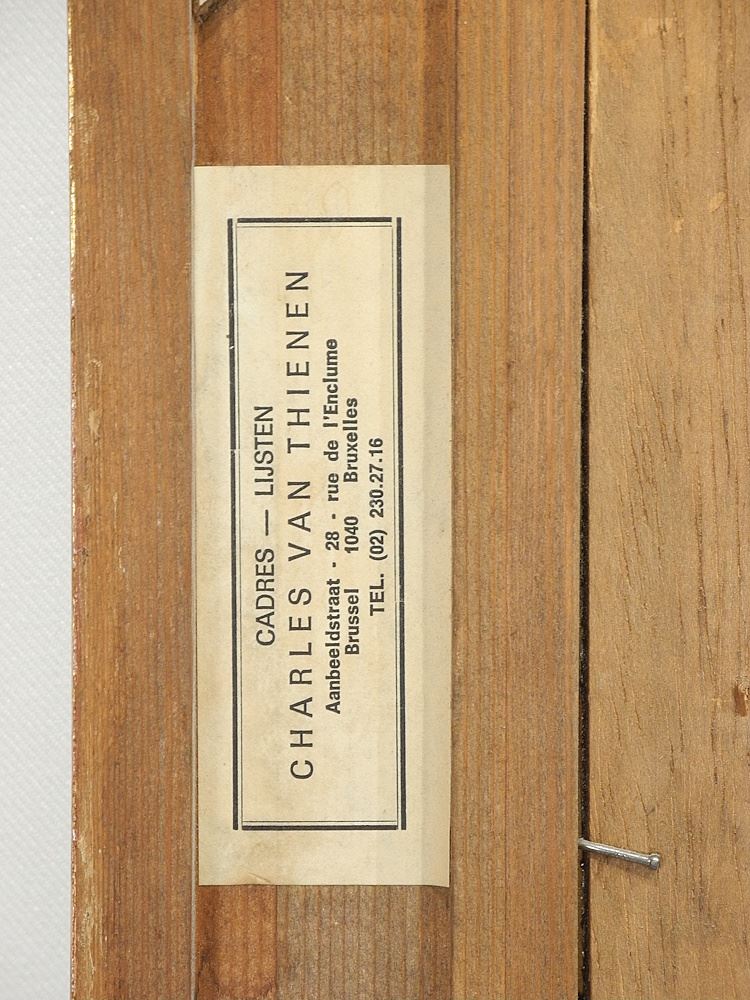 CADRES — LIJSTEN
CHARLES VAN THIENEN
Aanbeeldstraat - 28 - rue de l'Enclume
Brussel 1040 Bruxelles
TEL. (02) 230.27.16